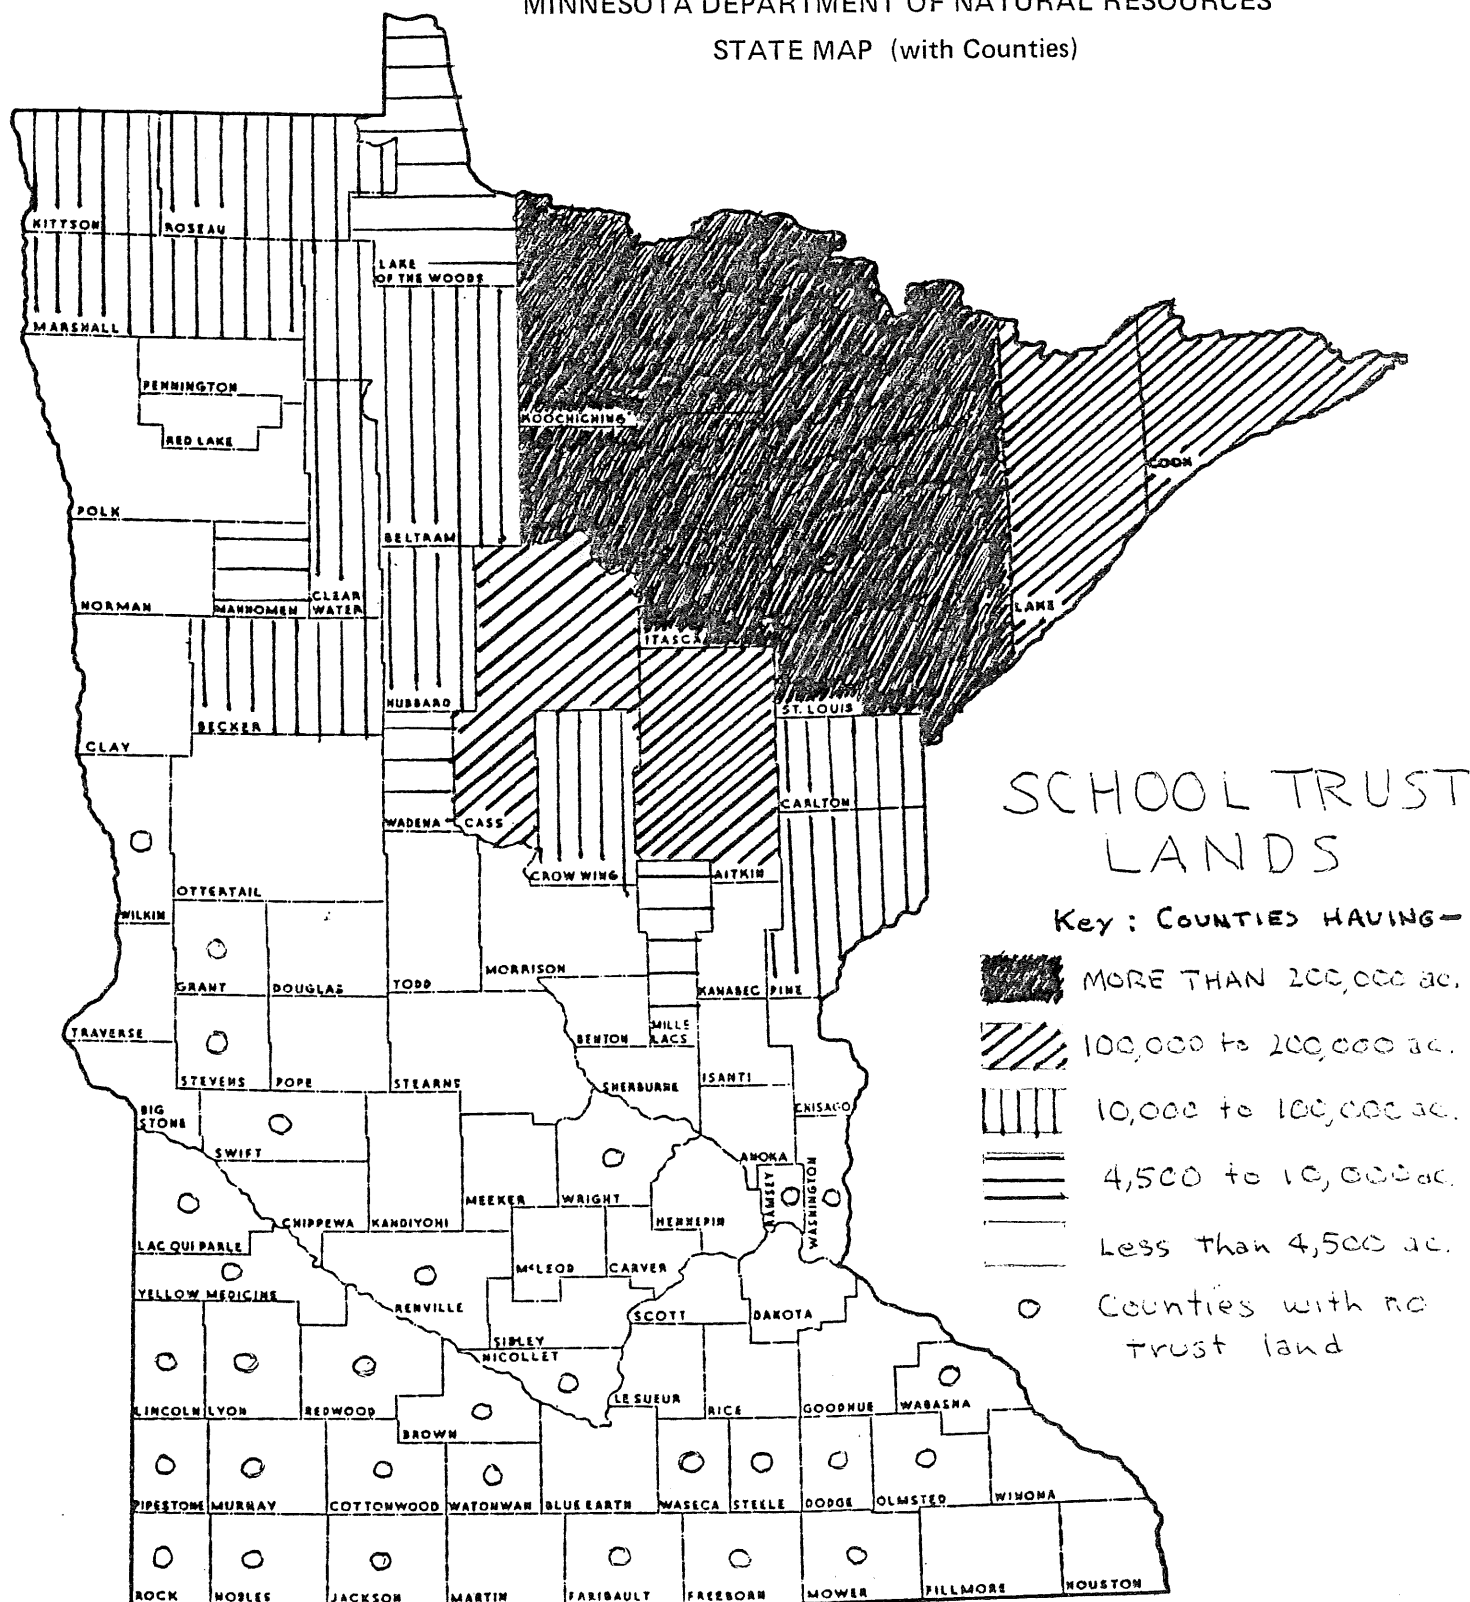 MINNESOTA DEPARTMENT OF NATURAL RESOURCES
STATE MAP (with Counties)
KITTSON
ROSEAU
LAKE
OF THE WOODS
MARSHALL
PENNINGTON
RED LAKE
KOOCHICHING
COOK
POLK
BELTRAM
NORMAN
MAHNOMEN
CLEAR
WATER
LAKE
ITASCA
HUBBARD
ST. LOUIS
BECKER
CLAY
CARLTON
WADENA
CASS
CROW WING
AITKIN
OTTERTAIL
WILKIN
GRANT
DOUGLAS
TODD
MORRISON
KANABEC
PINE
TRAVERSE
BENTON
MILLE
LACS
STEVENS
POPE
STEARNS
SHERBURNE
ISANTI
BIG
STONE
CHISAGO
SWIFT
ANOKA
RAMSEY
WASHINGTON
MEEKER
WRIGHT
CHIPPEWA
KANDIYOHI
HENNEPIN
LAC QUI PARLE
McLEOD
CARVER
YELLOW MEDICINE
RENVILLE
SCOTT
DAKOTA
SIBLEY
NICOLLET
LE SUEUR
RICE
GOODHUE
WABASHA
LINCOLN
LYON
REDWOOD
BROWN
PIPESTONE
MURRAY
COTTONWOOD
WATONWAN
BLUE EARTH
WASECA
STEELE
DODGE
OLMSTED
WINONA
ROCK
NOBLES
JACKSON
MARTIN
FARIBAULT
FREEBORN
MOWER
FILLMORE
HOUSTON
SCHOOL TRUST
LANDS
Key: COUNTIES HAVING-
MORE THAN 200,000 ac.
100,000 to 200,000 ac.
10,000 to 100,000 ac.
4,500 to 10,000 ac.
Less than 4,500 ac.
Counties with no
trust land